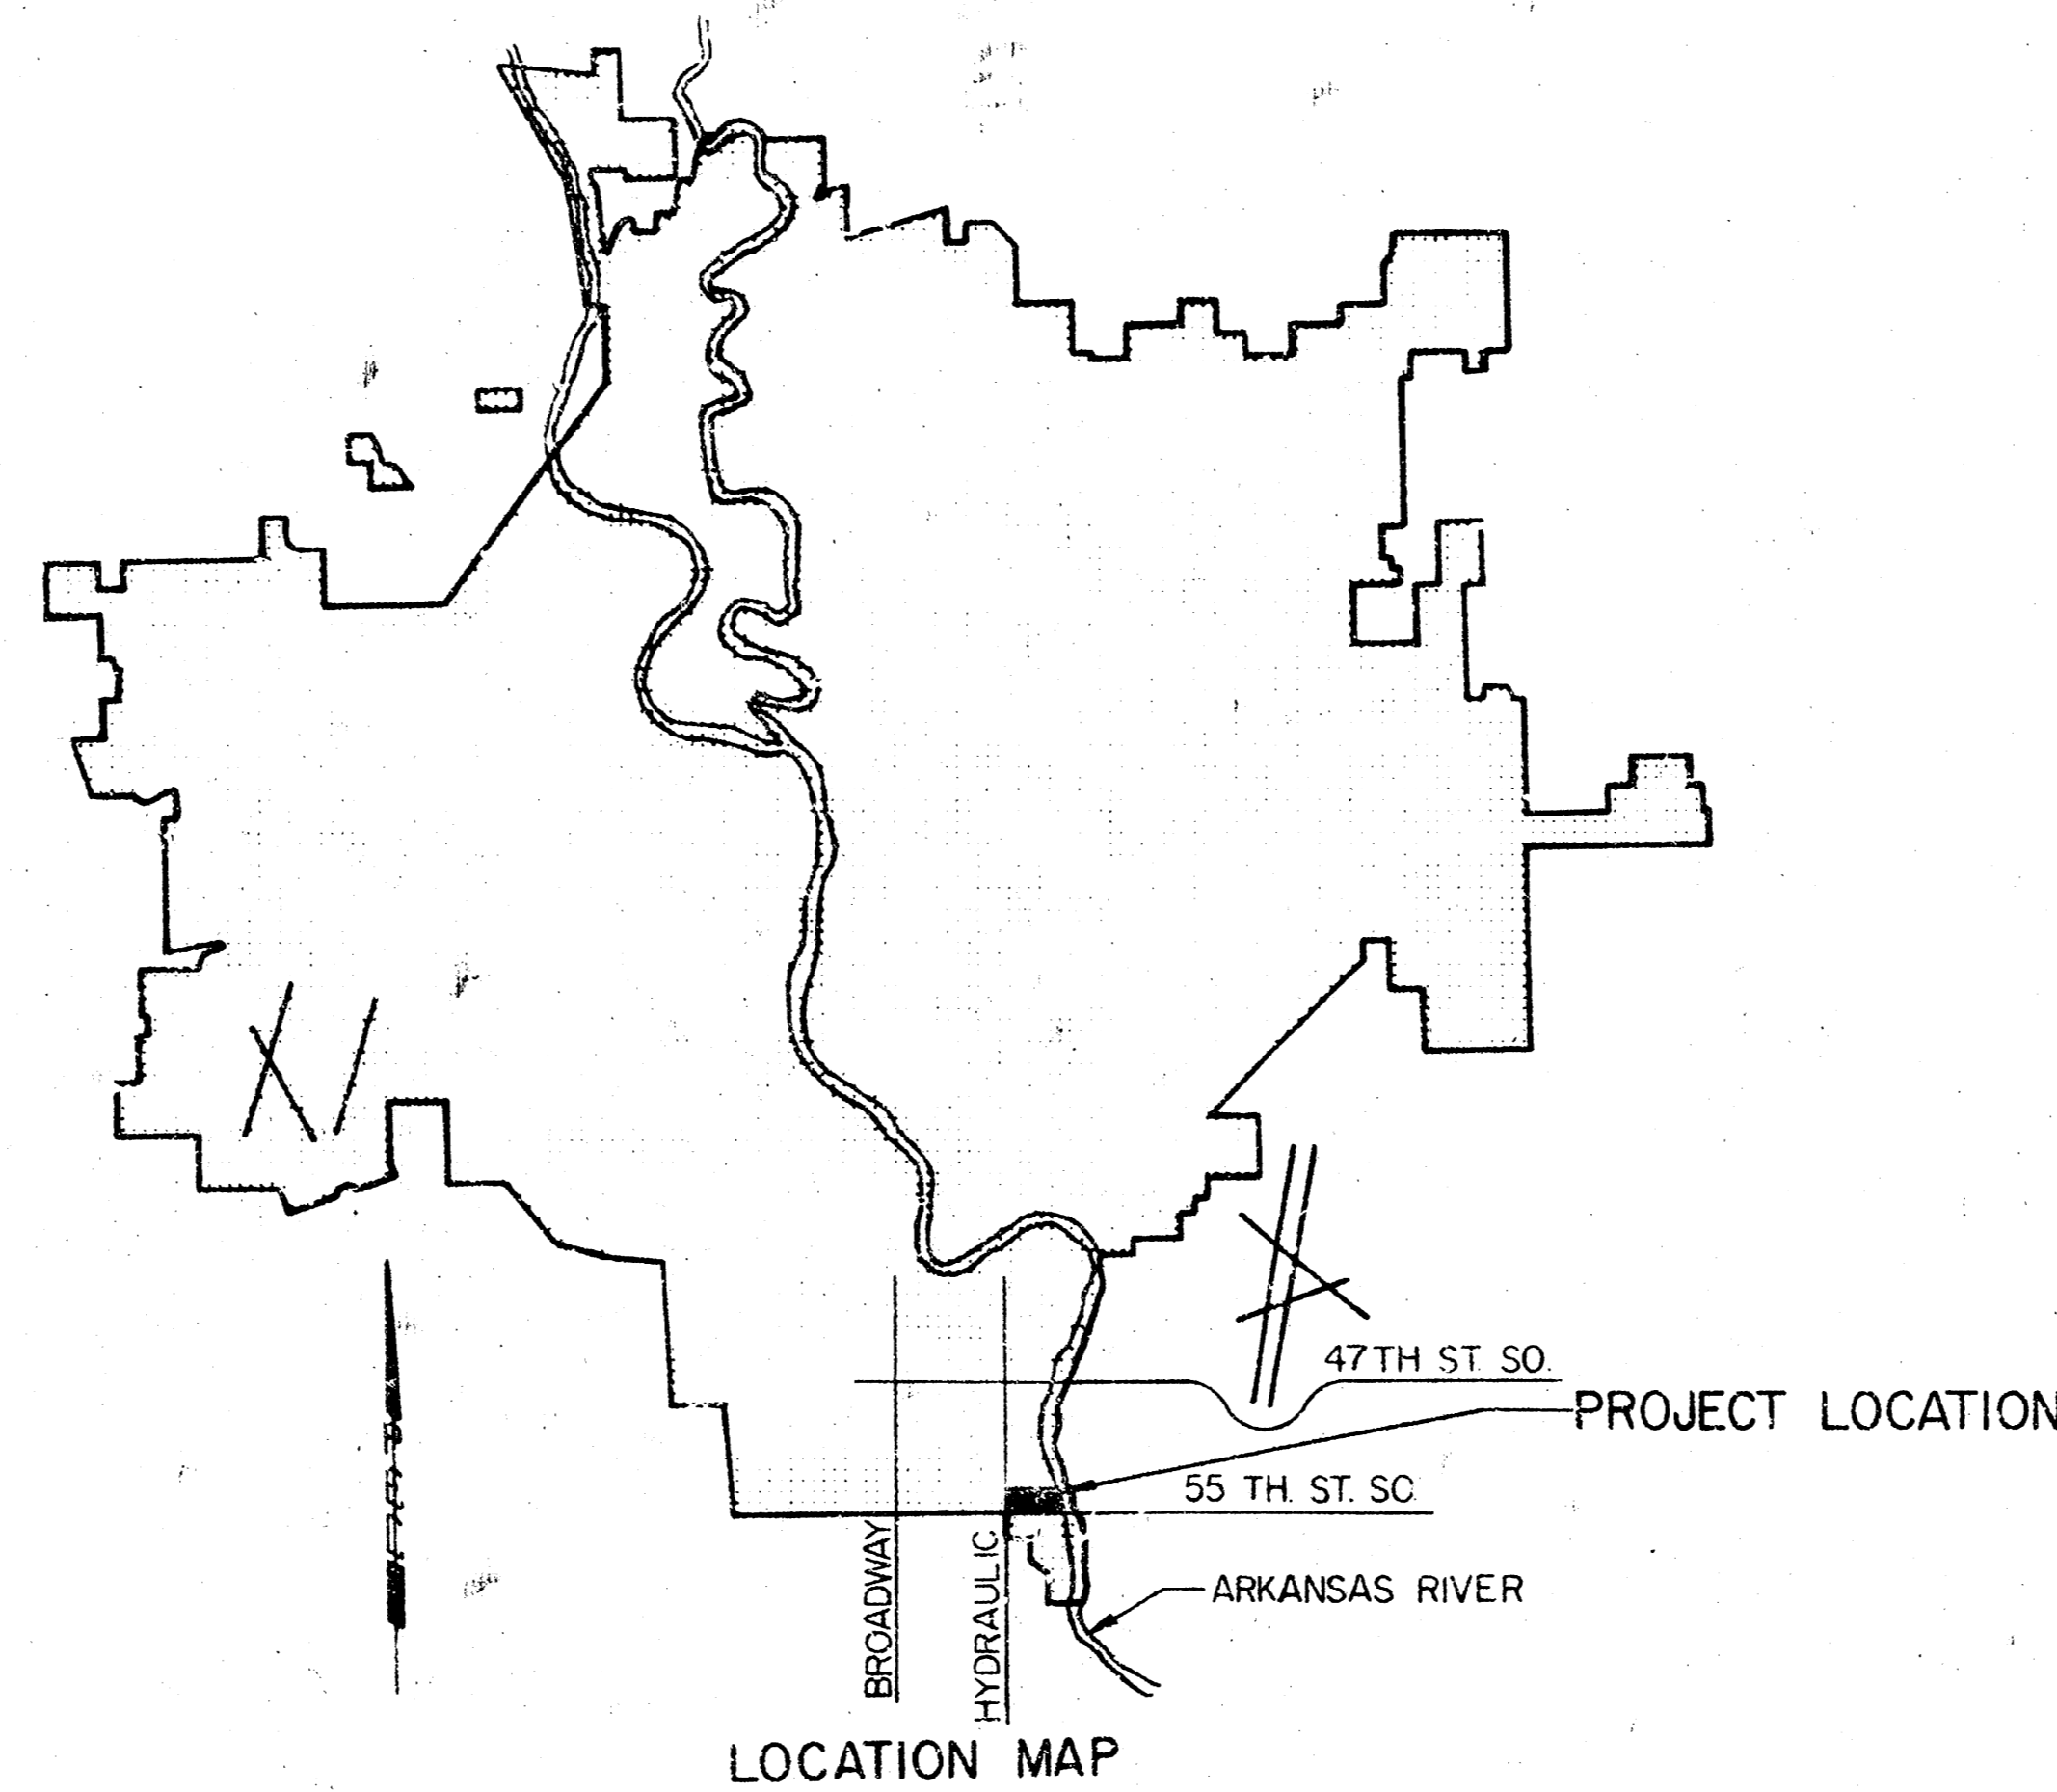 47TH ST. SO.
PROJECT LOCATION
55 TH. ST. SO.
ARKANSAS RIVER
BROADWAY
HYDRAULIC
LOCATION MAP